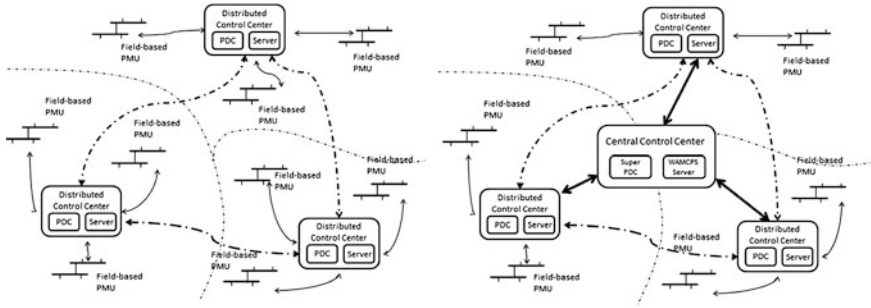 Distributed
Control Center
PDC
Server
Field-based
PMU
Field-based
PMU
Field-based
PMU
Field-based
PMU
Field-based
PMU
Distributed
Control Center
PDC
Server
Field-based
PMU
Field-based
PMU
Field-based
PMU
Distributed
Control Center
PDC
Server
Field-based
PMU
Field-based
PMU
Distributed
Control Center
PDC
Server
Field-based
PMU
Field-based
PMU
Field-based
PMU
Central Control Center
Super
PDC
WAMCPS
Server
Distributed
Control Center
PDC
Server
Field-based
PMU
Field-based
PMU
Field-based
PMU
Distributed
Control Center
PDC
Server
Field-based
PMU